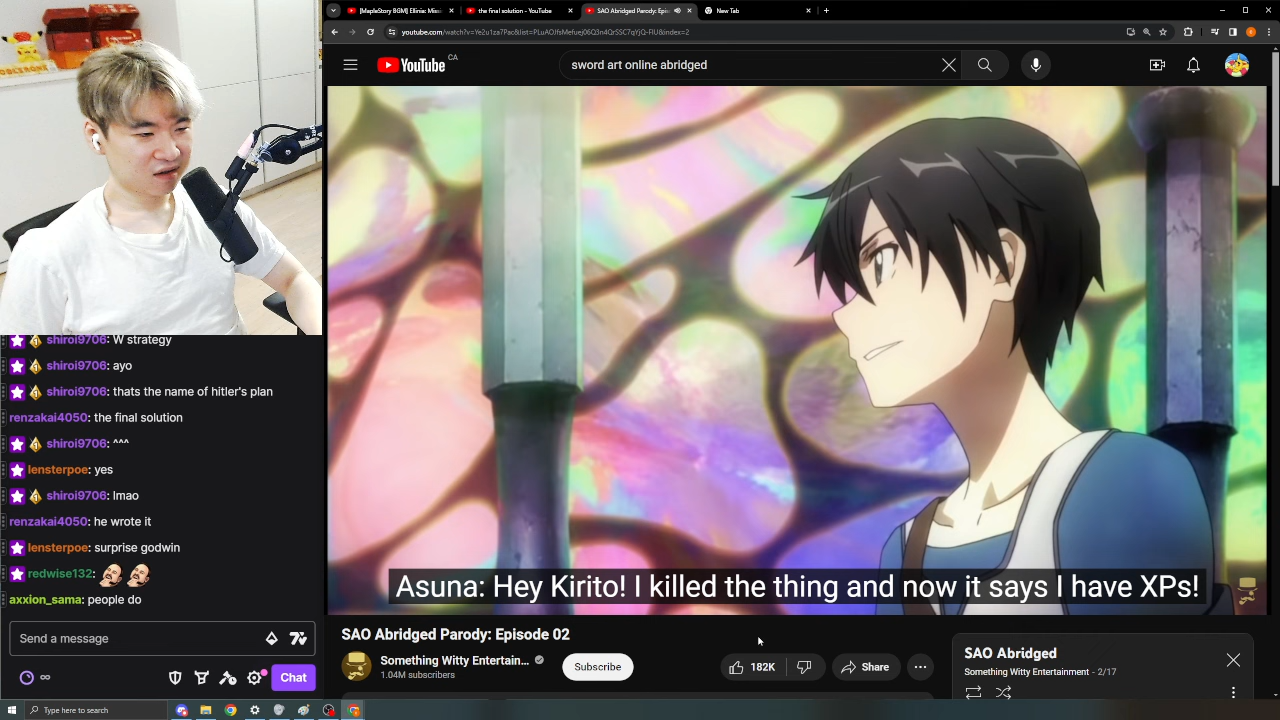 [MapleStory BGM] Ellinia: Missi
the final solution - YouTube
SAO Abridged Parody: Epis
New Tab
youtube.com/watch?v=Ye2u1za7Pac&list=PLuAOJfsMefuej06Q3n4QrSSC7qYjQ-FlU&index=2
YouTube CA
sword art online abridged
shiroi9706: W strategy
shiroi9706: ayo
shiroi9706: thats the name of hitler's plan
renzakai4050: the final solution
shiroi9706: ^^^
lensterpoe: yes
shiroi9706: lmao
renzakai4050: he wrote it
lensterpoe: surprise godwin
redwise132:
axxion_sama: people do
Send a message
Chat
Asuna: Hey Kirito! I killed the thing and now it says I have XPs!
SAO Abridged Parody: Episode 02
Something Witty Entertain...
1.04M subscribers
Subscribe
182K
Share
SAO Abridged
Something Witty Entertainment - 2/17
Type here to search